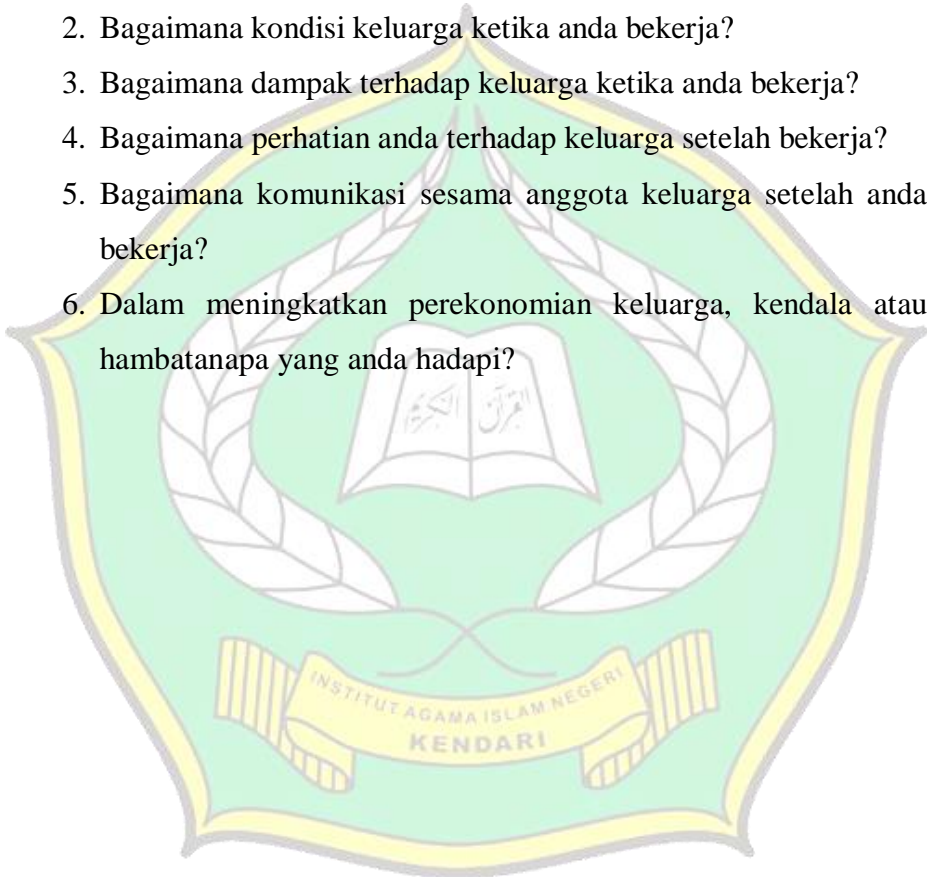 2. Bagaimana kondisi keluarga ketika anda bekerja?
3. Bagaimana dampak terhadap keluarga ketika anda bekerja?
4. Bagaimana perhatian anda terhadap keluarga setelah bekerja?
5. Bagaimana komunikasi sesama anggota keluarga setelah anda
bekerja?
6. Dalam meningkatkan perekonomian keluarga, kendala atau
hambatanapa yang anda hadapi?
القرآن الكريم
INSTITUT AGAMA ISLAM NEGERI
KENDARI